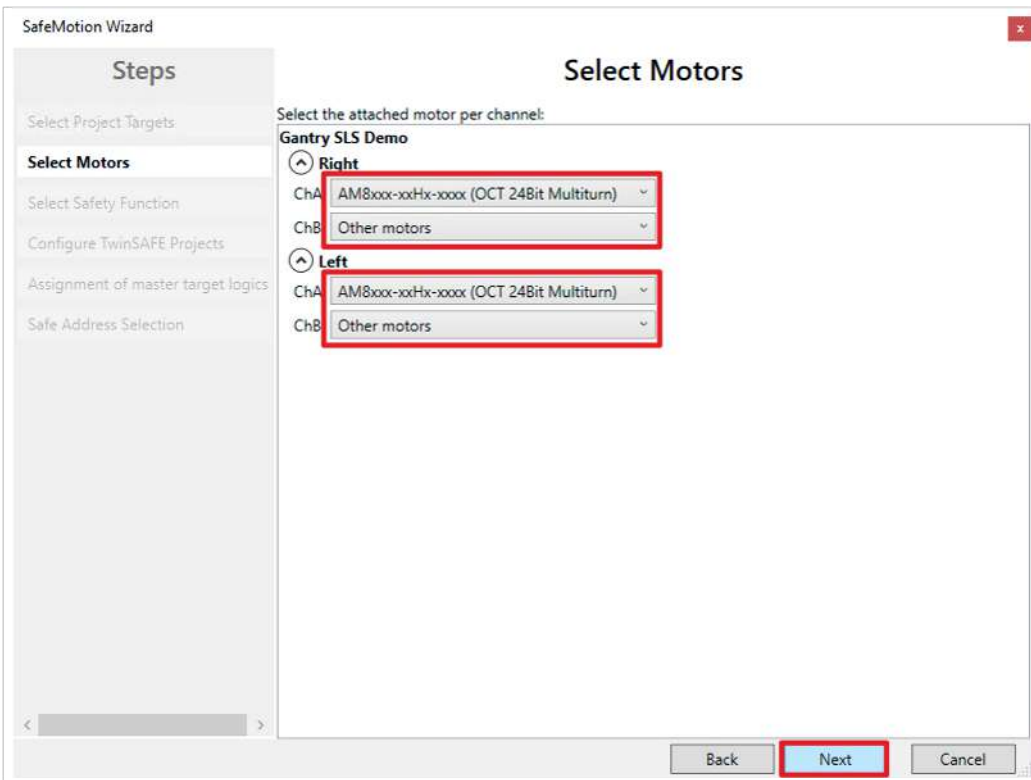 SafeMotion Wizard
x
Steps
Select Project Targets
Select Motors
Select Safety Function
Configure TwinSAFE Projects
Assignment of master target logics
Safe Address Selection
Select Motors
Select the attached motor per channel:
Gantry SLS Demo
Right
ChA AM8xxx-xxHx-xxxx (OCT 24Bit Multiturn)
ChB Other motors
Left
ChA AM8xxx-xxHx-xxxx (OCT 24Bit Multiturn)
ChB Other motors
Back Next Cancel